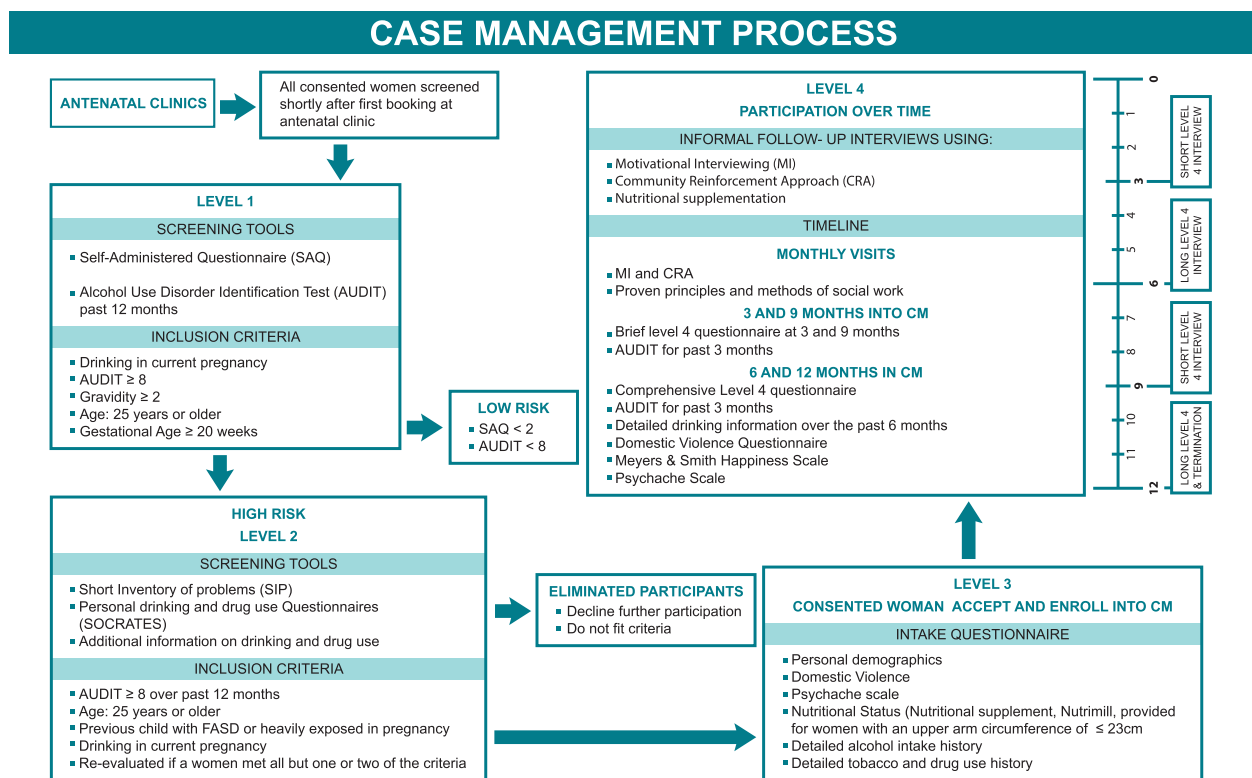 CASE MANAGEMENT PROCESS
ANTENATAL CLINICS
All consented women screened
shortly after first booking at
antenatal clinic
LEVEL 1
SCREENING TOOLS
Self-Administered Questionnaire (SAQ)
Alcohol Use Disorder Identification Test (AUDIT)
past 12 months
INCLUSION CRITERIA
Drinking in current pregnancy
AUDIT ≥ 8
Gravidity ≥ 2
Age: 25 years or older
Gestational Age ≥ 20 weeks
LOW RISK
SAQ < 2
AUDIT < 8
HIGH RISK
LEVEL 2
SCREENING TOOLS
Short Inventory of problems (SIP)
Personal drinking and drug use Questionnaires
(SOCRATES)
Additional information on drinking and drug use
INCLUSION CRITERIA
AUDIT ≥ 8 over past 12 months
Age: 25 years or older
Previous child with FASD or heavily exposed in pregnancy
Drinking in current pregnancy
Re-evaluated if a women met all but one or two of the criteria
ELIMINATED PARTICIPANTS
Decline further participation
Do not fit criteria
LEVEL 3
CONSENTED WOMAN ACCEPT AND ENROLL INTO CM
INTAKE QUESTIONNAIRE
Personal demographics
Domestic Violence
Psychache scale
Nutritional Status (Nutritional supplement, Nutrimill, provided
for women with an upper arm circumference of ≤ 23cm
Detailed alcohol intake history
Detailed tobacco and drug use history
LEVEL 4
PARTICIPATION OVER TIME
INFORMAL FOLLOW- UP INTERVIEWS USING:
Motivational Interviewing (MI)
Community Reinforcement Approach (CRA)
Nutritional supplementation
TIMELINE
MONTHLY VISITS
MI and CRA
Proven principles and methods of social work
3 AND 9 MONTHS INTO CM
Brief level 4 questionnaire at 3 and 9 months
AUDIT for past 3 months
6 AND 12 MONTHS IN CM
Comprehensive Level 4 questionnaire
AUDIT for past 3 months
Detailed drinking information over the past 6 months
Domestic Violence Questionnaire
Meyers & Smith Happiness Scale
Psychache Scale
0
1
2
3
4
5
6
7
8
9
10
11
12
SHORT LEVEL
4 INTERVIEW
LONG LEVEL 4
INTERVIEW
SHORT LEVEL
4 INTERVIEW
LONG LEVEL 4
& TERMINATION